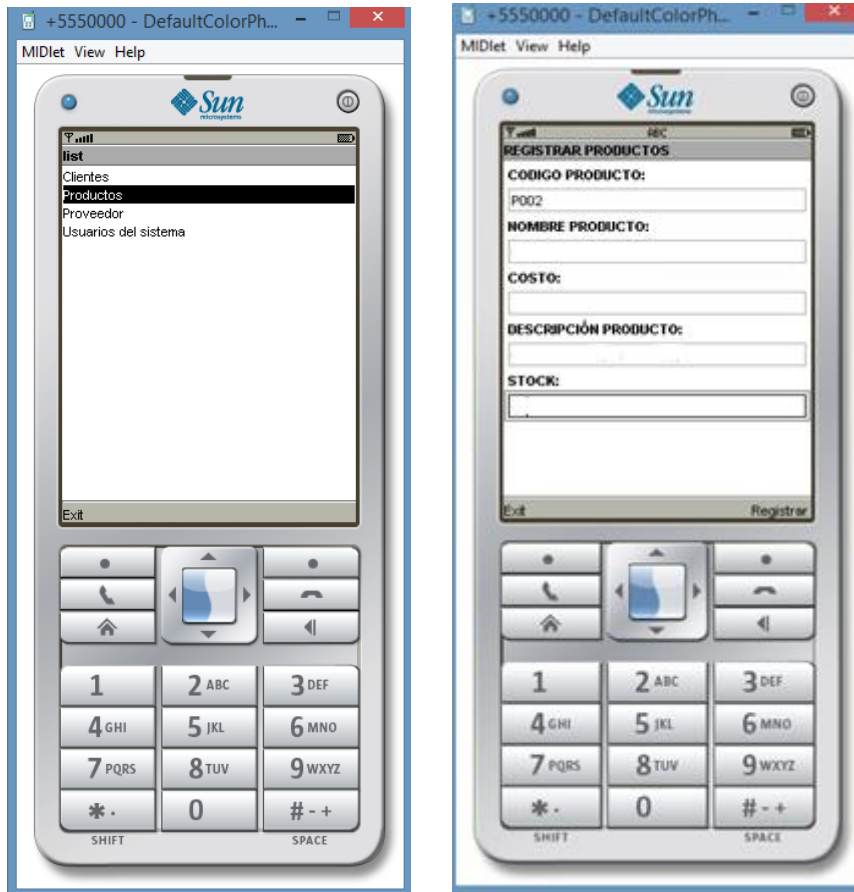 +5550000 - DefaultColorPh...
MIDlet View Help
Sun
microsystems
list
Clientes
Productos
Proveedor
Usuarios del sistema
Exit
1
2 ABC
3 DEF
4 GHI
5 JKL
6 MNO
7 PQRS
8 TUV
9 WXYZ
* .
0
# - +
SHIFT
SPACE
+5550000 - DefaultColorPh...
MIDlet View Help
Sun
microsystems
ABC
REGISTRAR PRODUCTOS
CODIGO PRODUCTO:
P002
NOMBRE PRODUCTO:
COSTO:
DESCRIPCIÓN PRODUCTO:
STOCK:
Exit
Registrar
1
2 ABC
3 DEF
4 GHI
5 JKL
6 MNO
7 PQRS
8 TUV
9 WXYZ
* .
0
# - +
SHIFT
SPACE